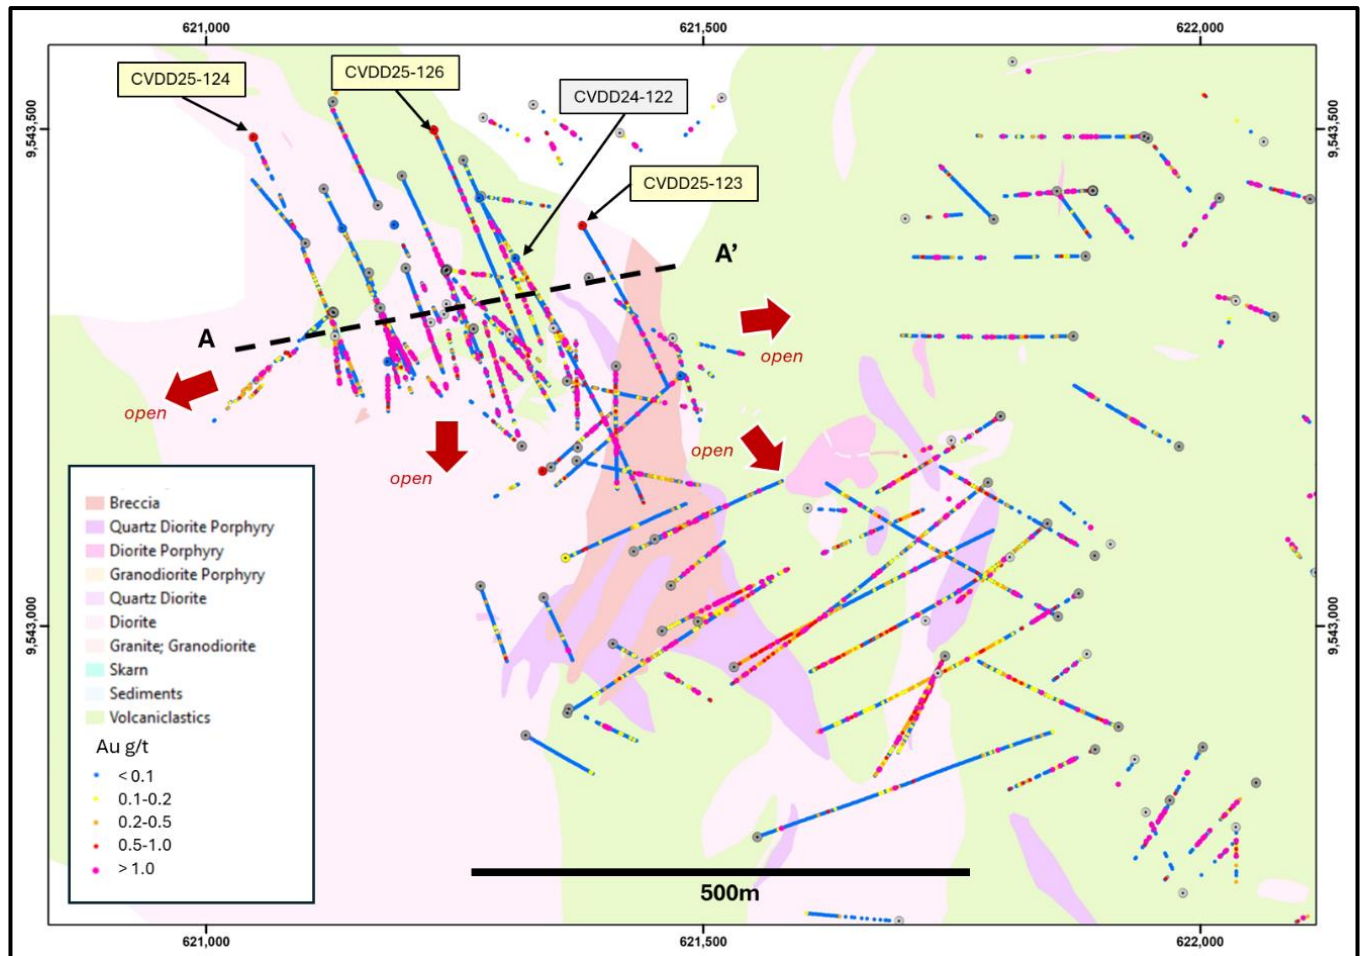 621,000
621,500
622,000
CVDD25-124
CVDD25-126
CVDD24-122
CVDD25-123
9,543,500
9,543,500
A'
A
open
open
open
open
Breccia
Quartz Diorite Porphyry
Diorite Porphyry
Granodiorite Porphyry
Quartz Diorite
Diorite
Granite; Granodiorite
Skarn
Sediments
Volcaniclastics
Au g/t
< 0.1
0.1-0.2
0.2-0.5
0.5-1.0
> 1.0
9,543,000
9,543,000
500m
621,000
621,500
622,000